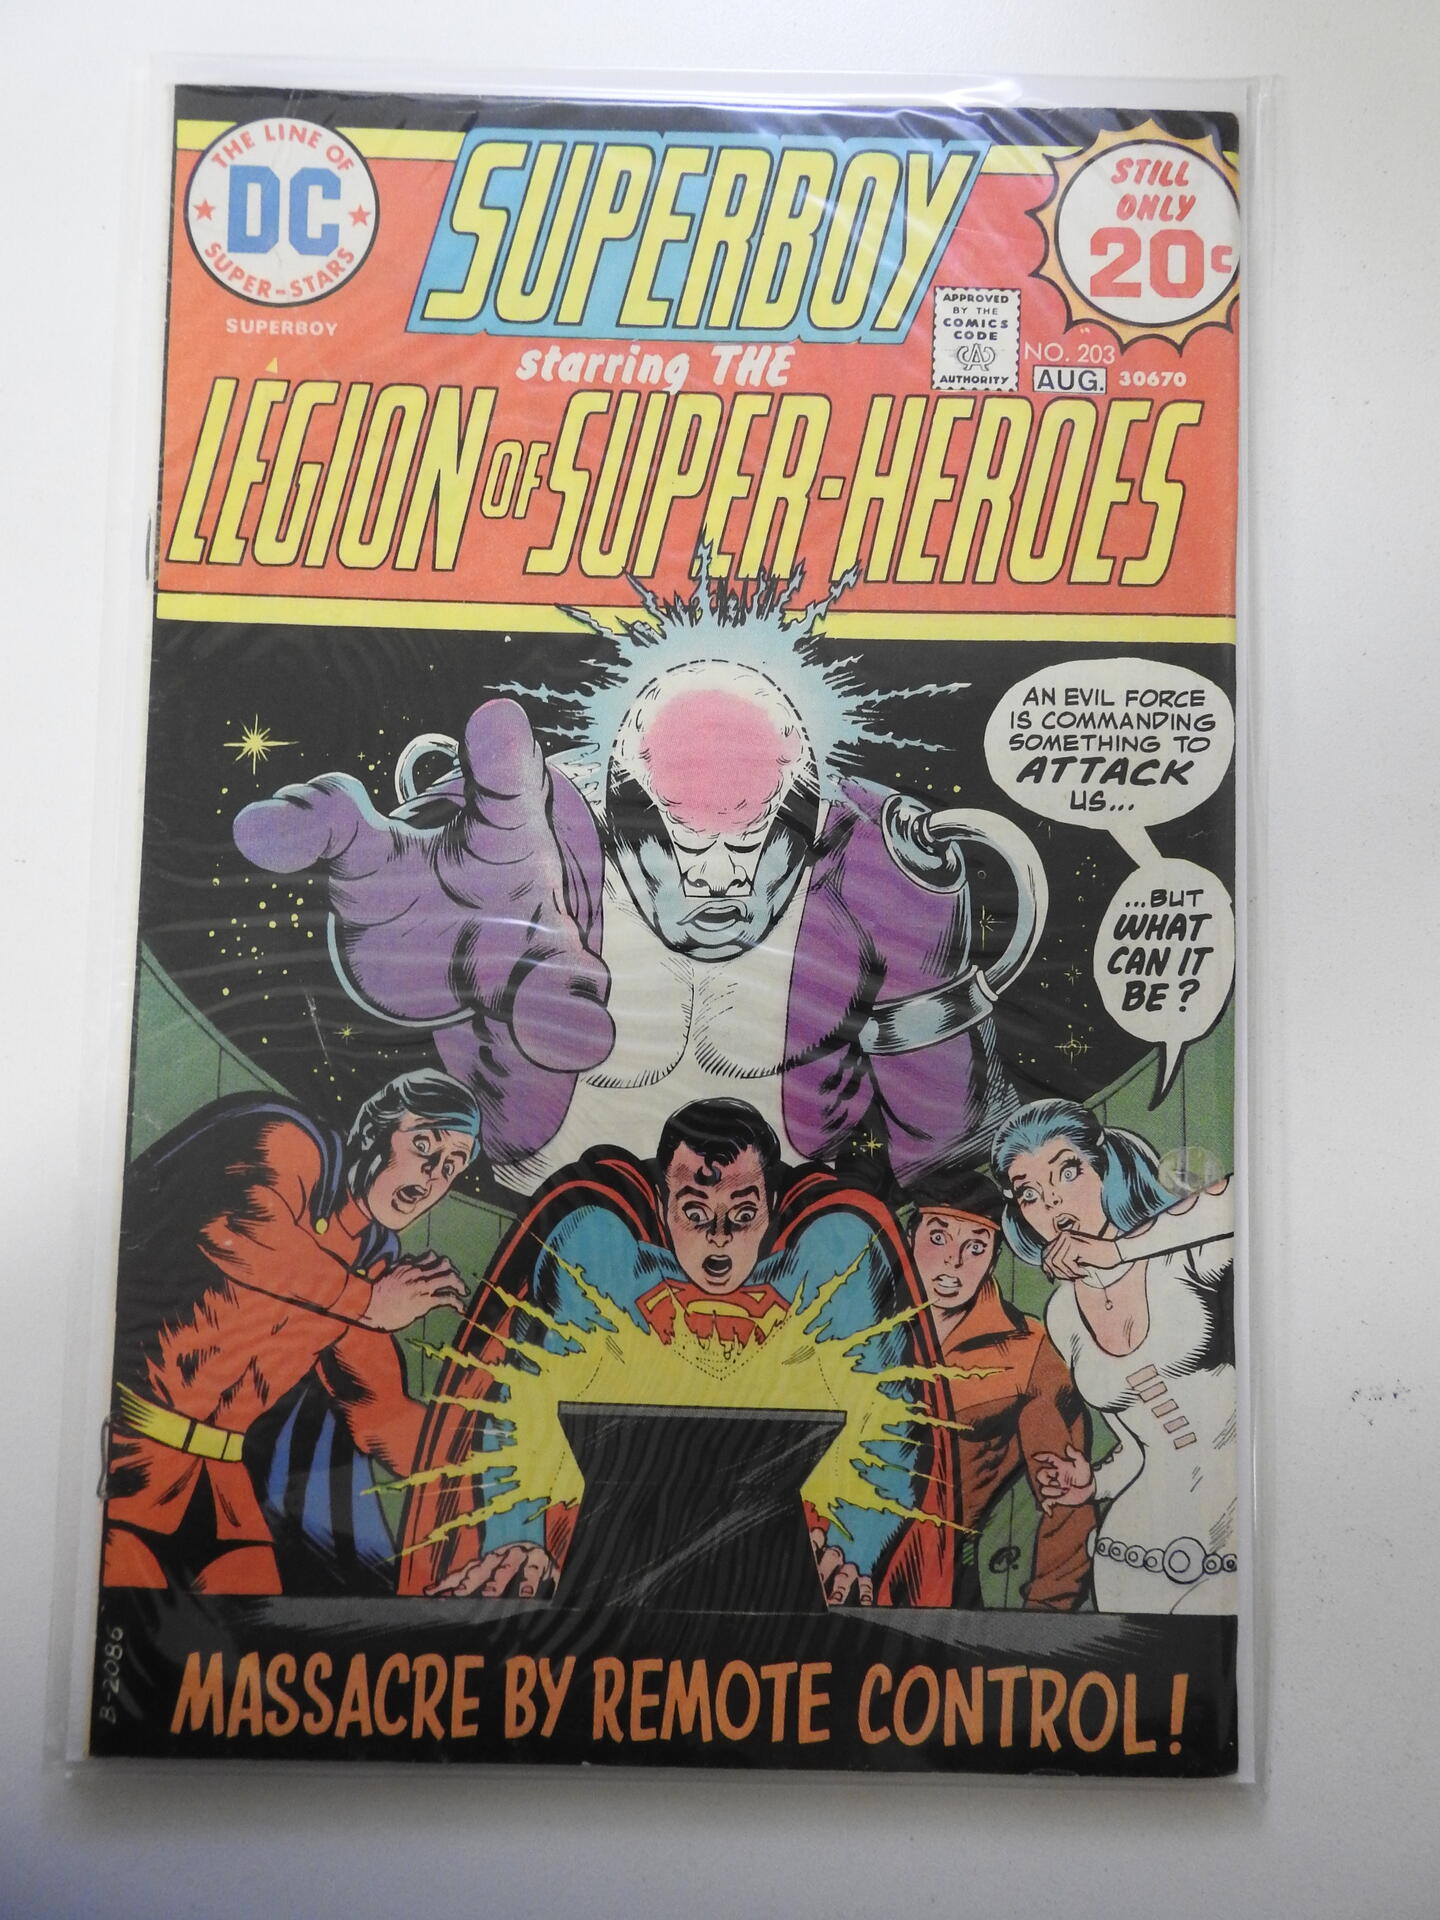 THE LINE OF
DC
SUPER-STARS
SUPERBOY
SUPERBOY
STILL
ONLY
20c
APPROVED
BY THE
COMICS
CODE
CA
AUTHORITY
NO. 203
AUG. 30670
starring THE
LEGION OF SUPER-HEROES
AN EVIL FORCE
IS COMMANDING
SOMETHING TO
ATTACK
US...
...BUT
WHAT
CAN IT
BE?
B-2086
MASSACRE BY REMOTE CONTROL!